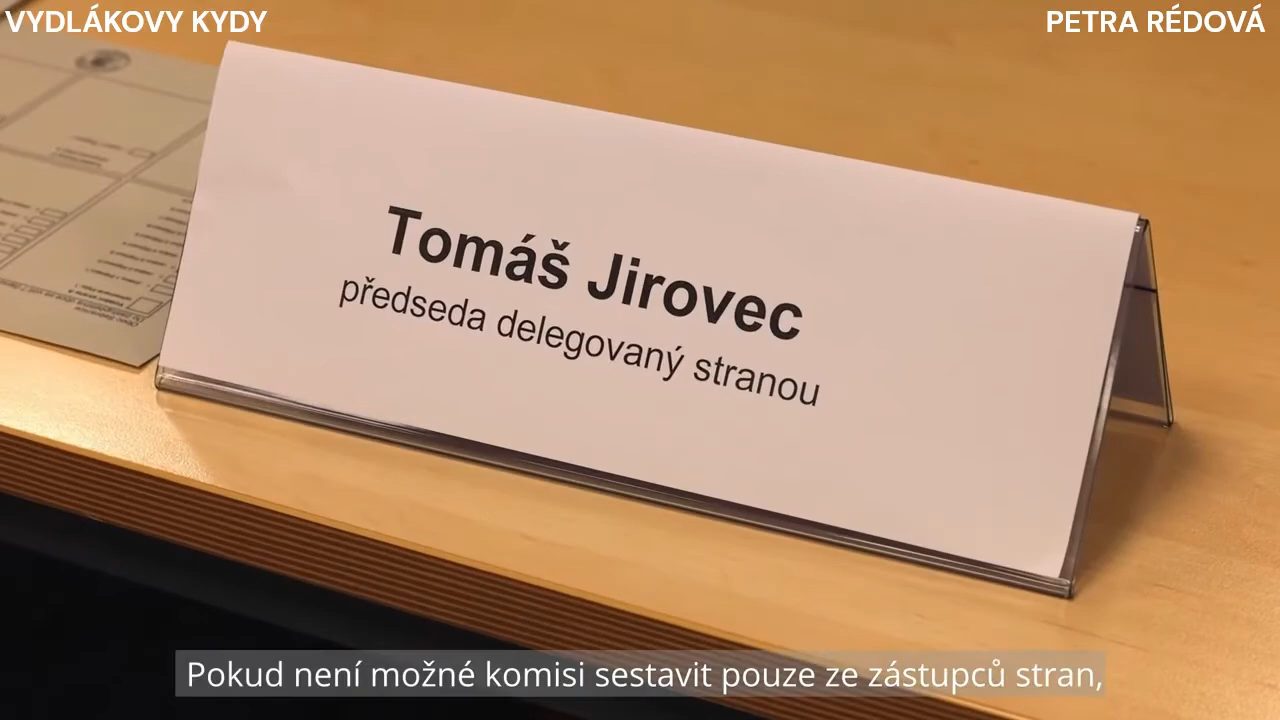 VYDLÁKOVY KYDY
PETRA RÉDOVÁ
Tomáš Jirovec
předseda delegovaný stranou
Pokud není možné komisi sestavit pouze ze zástupců stran,